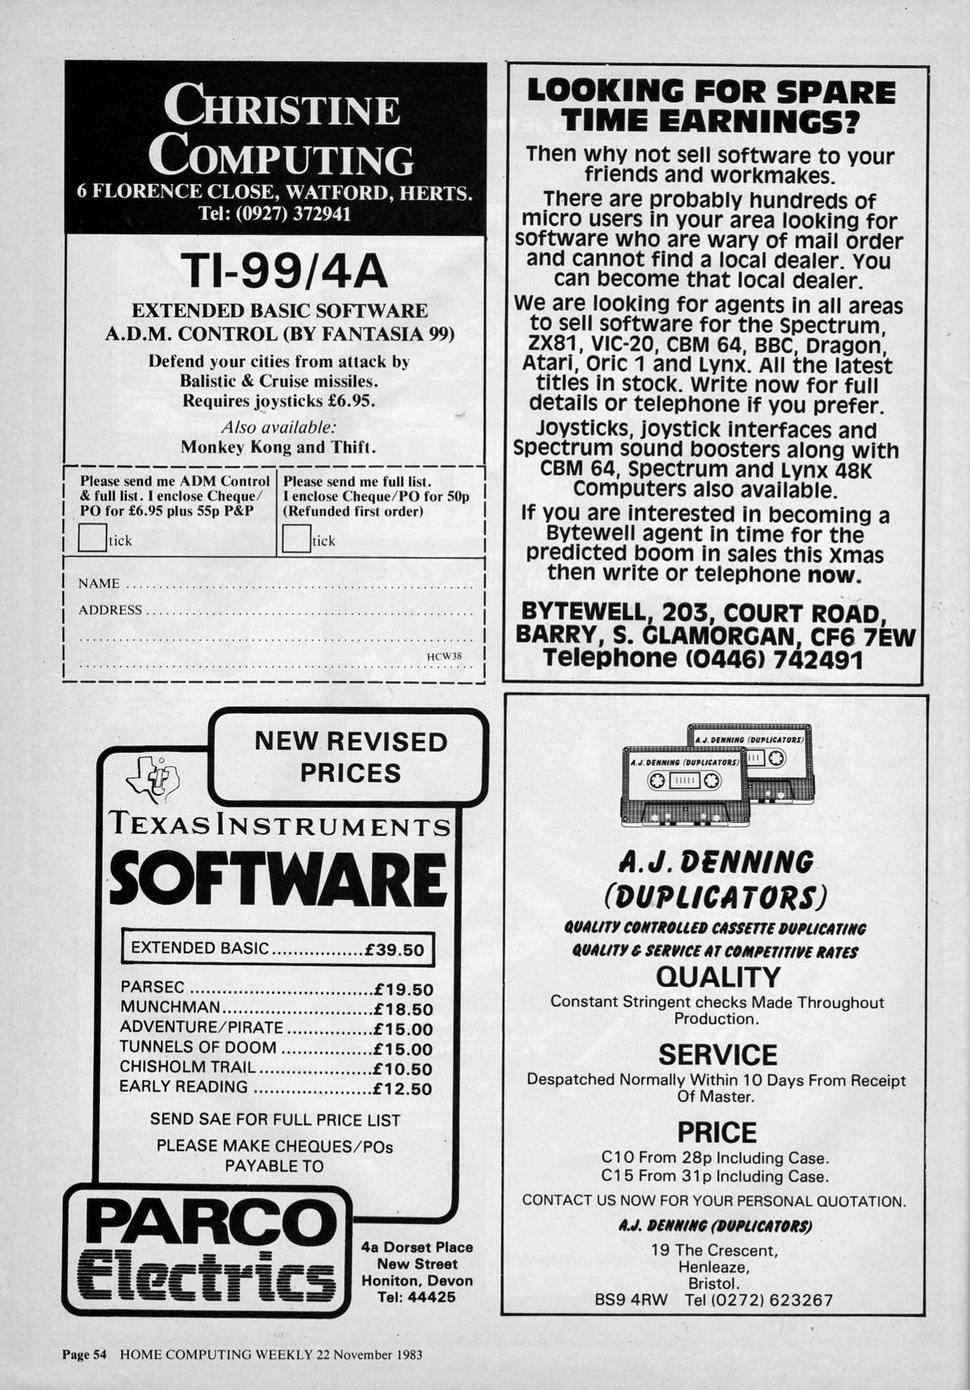 CHRISTINE
COMPUTING
6 FLORENCE CLOSE, WATFORD, HERTS.
Tel: (0927) 372941
TI-99/4A
EXTENDED BASIC SOFTWARE
A.D.M. CONTROL (BY FANTASIA 99)
Defend your cities from attack by
Balistic & Cruise missiles.
Requires joysticks £6.95.
Also available:
Monkey Kong and Thift.
Please send me ADM Control
& full list. I enclose Cheque/
PO for £6.95 plus 55p P&P
tick
Please send me full list.
I enclose Cheque/PO for 50p
(Refunded first order)
tick
NAME
ADDRESS
HCW38
LOOKING FOR SPARE
TIME EARNINGS?
Then why not sell software to your
friends and workmakes.
There are probably hundreds of
micro users in your area looking for
software who are wary of mail order
and cannot find a local dealer. You
can become that local dealer.
We are looking for agents in all areas
to sell software for the Spectrum,
ZX81, VIC-20, CBM 64, BBC, Dragon,
Atari, Oric 1 and Lynx. All the latest
titles in stock. Write now for full
details or telephone if you prefer.
Joysticks, joystick interfaces and
Spectrum sound boosters along with
CBM 64, Spectrum and Lynx 48K
Computers also available.
If you are interested in becoming a
Bytewell agent in time for the
predicted boom in sales this Xmas
then write or telephone now.
BYTEWELL, 203, COURT ROAD,
BARRY, S. GLAMORGAN, CF6 7EW
Telephone (0446) 742491
NEW REVISED
PRICES
TEXAS INSTRUMENTS
SOFTWARE
EXTENDED BASIC..................£39.50
PARSEC ...................................£19.50
MUNCHMAN.............................£18.50
ADVENTURE/PIRATE.................£15.00
TUNNELS OF DOOM ..................£15.00
CHISHOLM TRAIL......................£10.50
EARLY READING .......................£12.50
SEND SAE FOR FULL PRICE LIST
PLEASE MAKE CHEQUES/POs
PAYABLE TO
PARCO
Electrics
4a Dorset Place
New Street
Honiton, Devon
Tel: 44425
A.J. DENNING (DUPLICATORS)
A.J. DENNING (DUPLICATORS)
A.J. DENNING
(DUPLICATORS)
QUALITY CONTROLLED CASSETTE DUPLICATING
QUALITY & SERVICE AT COMPETITIVE RATES
QUALITY
Constant Stringent checks Made Throughout
Production.
SERVICE
Despatched Normally Within 10 Days From Receipt
Of Master.
PRICE
C10 From 28p Including Case.
C15 From 31p Including Case.
CONTACT US NOW FOR YOUR PERSONAL QUOTATION.
A.J. DENNING (DUPLICATORS)
19 The Crescent,
Henleaze,
Bristol.
BS9 4RW Tel (0272) 623267
Page 54 HOME COMPUTING WEEKLY 22 November 1983